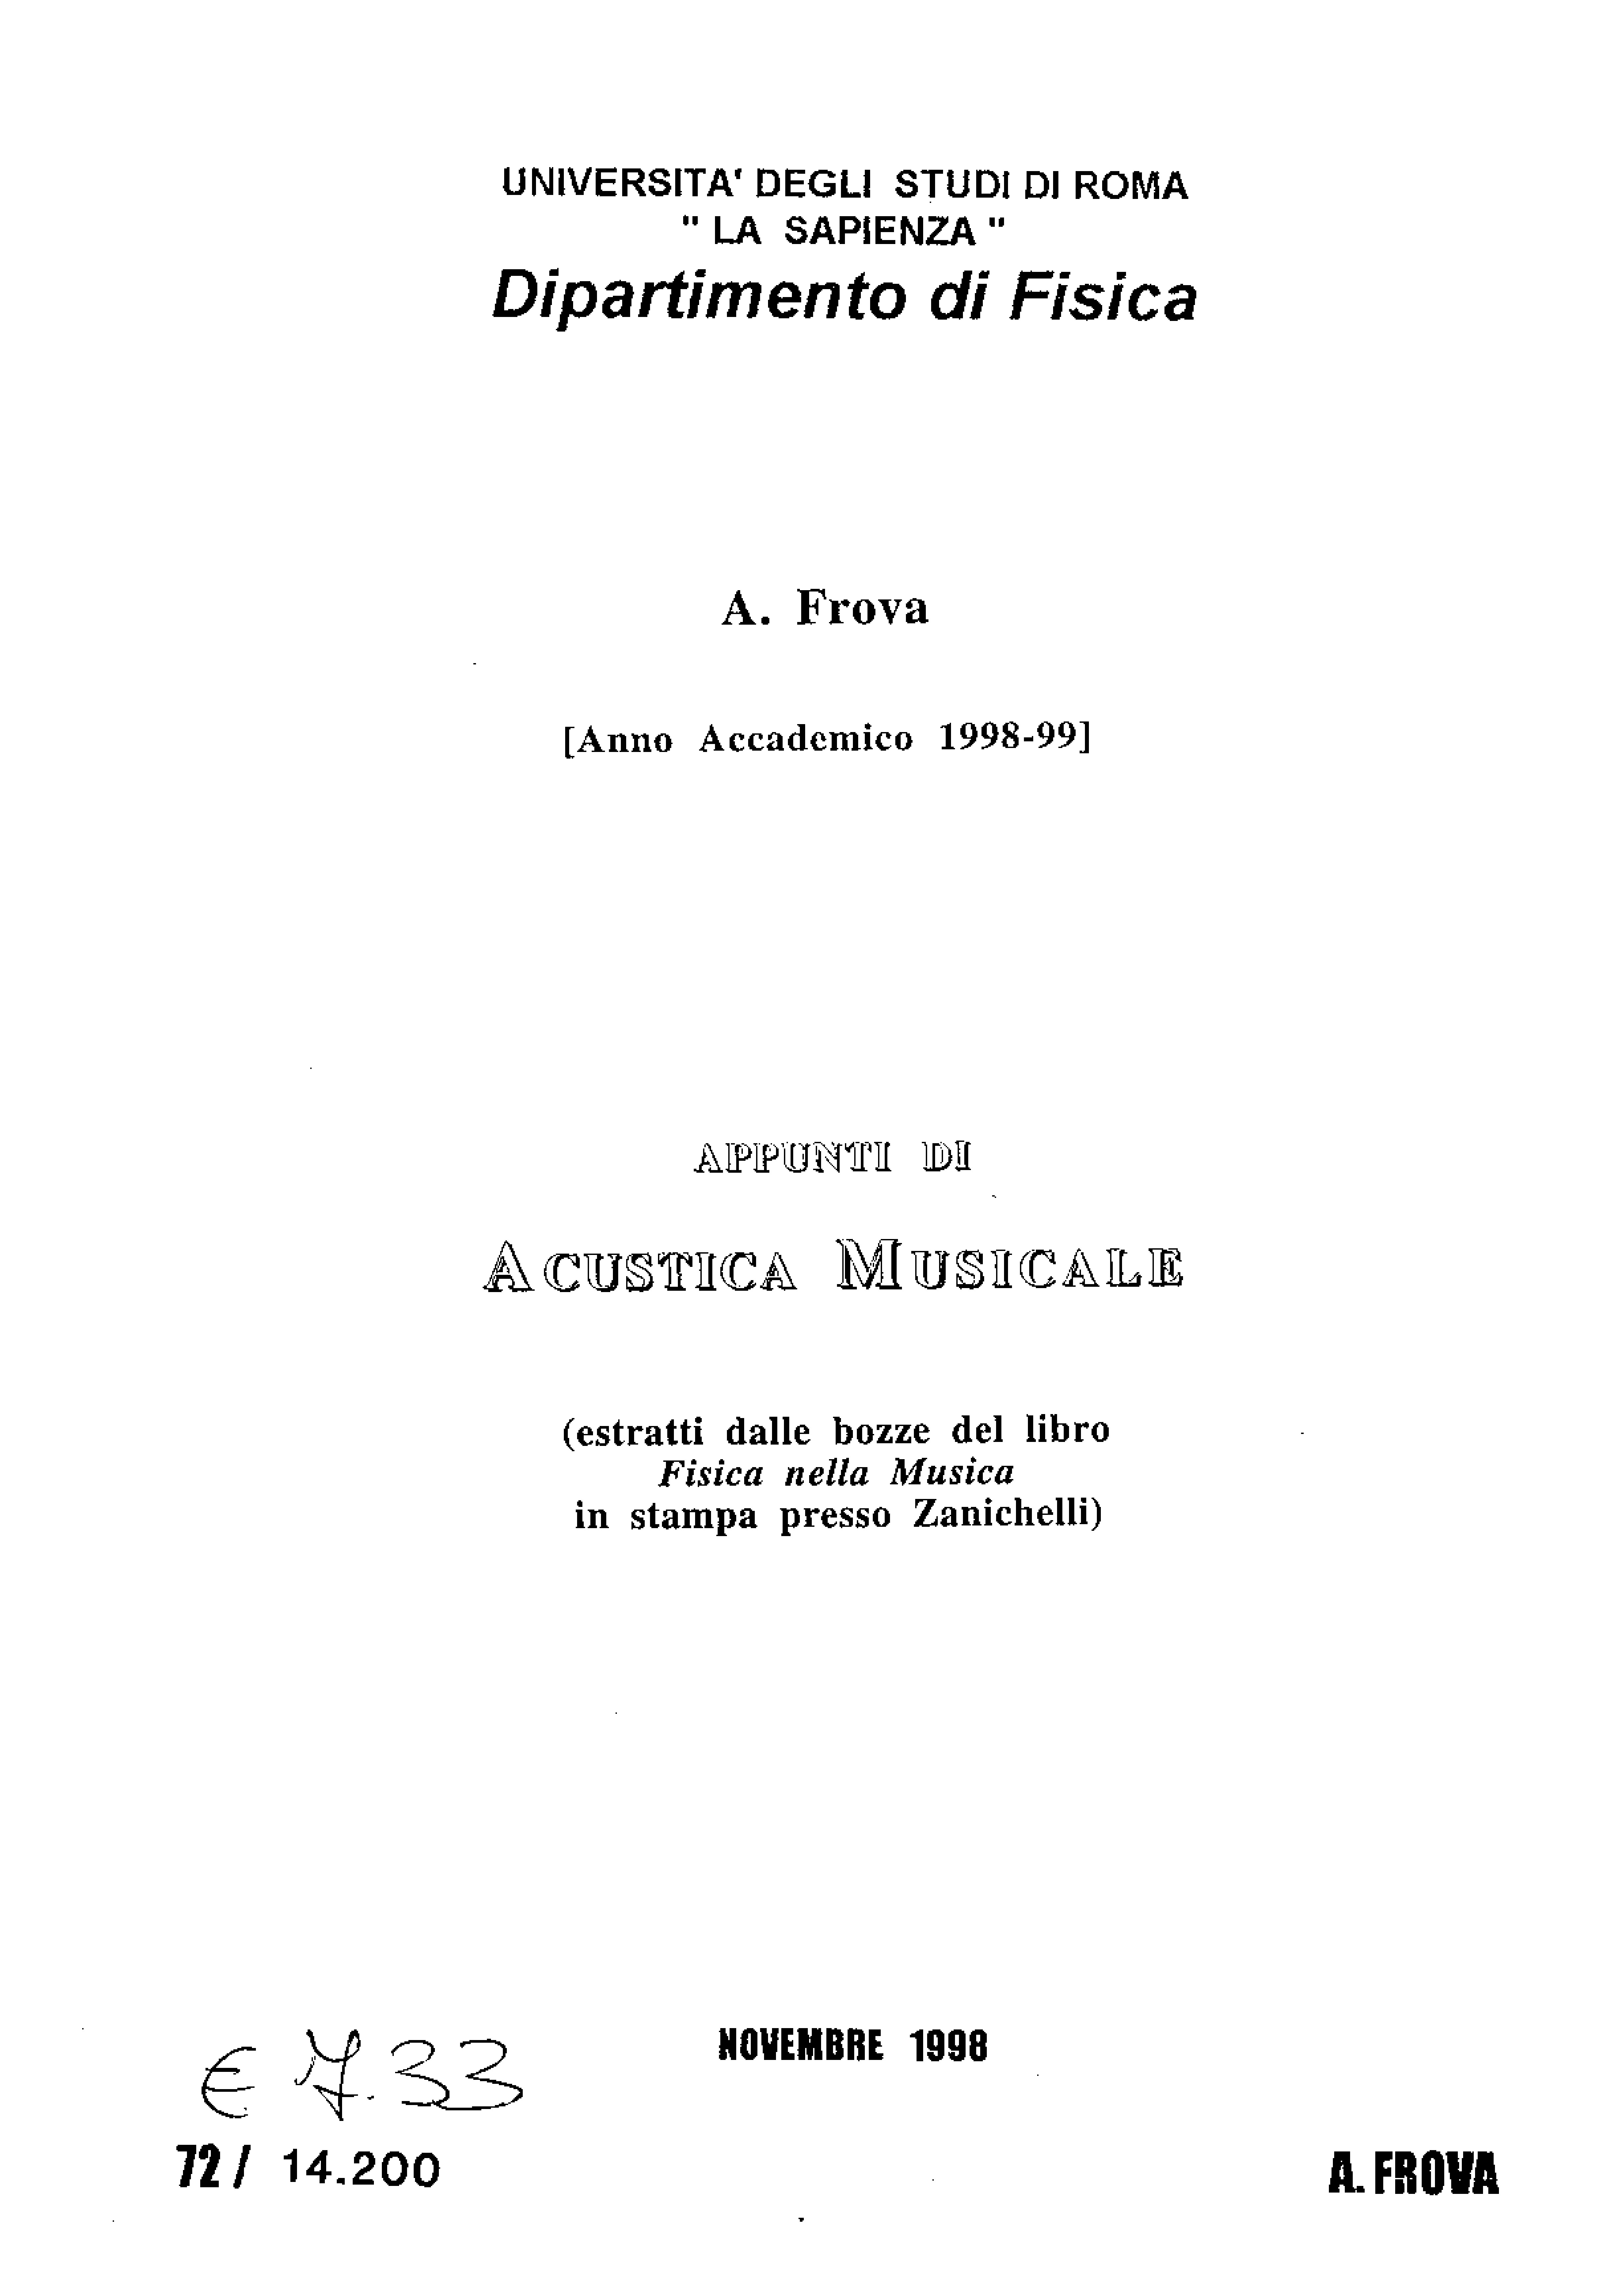 UNIVERSITA' DEGLI STUDI DI ROMA
" LA SAPIENZA "
Dipartimento di Fisica
A. Frova
[Anno Accademico 1998-99]
APPUNTI DI
ACUSTICA MUSICALE
(estratti dalle bozze del libro
Fisica nella Musica
in stampa presso Zanichelli)
NOVEMBRE 1998
€ 7.33
72/ 14.200
A. FROVA